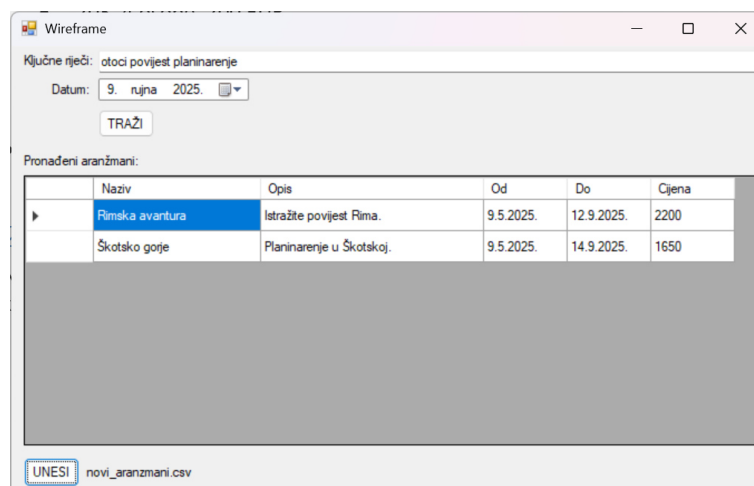 Wireframe
Ključne riječi: otoci povijest planinarenje
Datum: 9. rujna 2025.
TRAŽI
Pronađeni aranžmani:
Naziv Opis Od Do Cijena
Rimska avantura Istražite povijest Rima. 9.5.2025. 12.9.2025. 2200
Škotsko gorje Planinarenje u Škotskoj. 9.5.2025. 14.9.2025. 1650
UNESI novi_aranzmani.csv